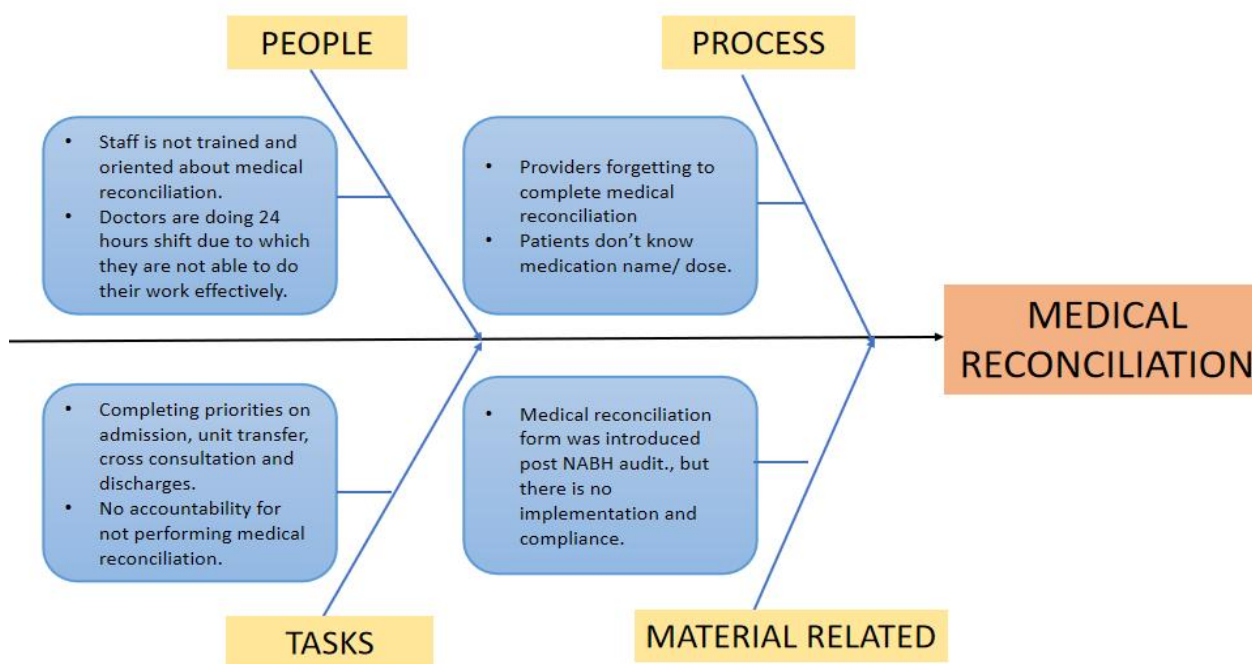 PEOPLE
PROCESS
• Staff is not trained and
oriented about medical
reconciliation.
• Doctors are doing 24
hours shift due to which
they are not able to do
their work effectively.
• Providers forgetting to
complete medical
reconciliation
• Patients don’t know
medication name/ dose.
MEDICAL
RECONCILIATION
• Completing priorities on
admission, unit transfer,
cross consultation and
discharges.
• No accountability for
not performing medical
reconciliation.
• Medical reconciliation
form was introduced
post NABH audit., but
there is no
implementation and
compliance.
TASKS
MATERIAL RELATED